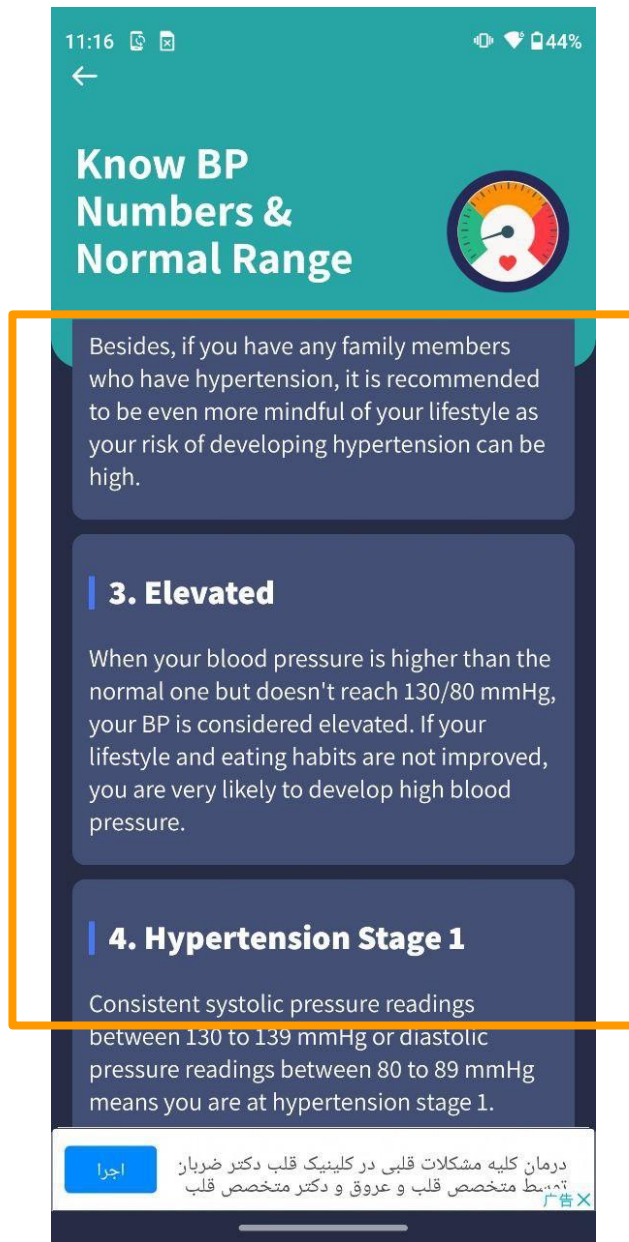 11:16
44%
Know BP
Numbers &
Normal Range
Besides, if you have any family members
who have hypertension, it is recommended
to be even more mindful of your lifestyle as
your risk of developing hypertension can be
high.
3. Elevated
When your blood pressure is higher than the
normal one but doesn't reach 130/80 mmHg,
your BP is considered elevated. If your
lifestyle and eating habits are not improved,
you are very likely to develop high blood
pressure.
4. Hypertension Stage 1
Consistent systolic pressure readings
between 130 to 139 mmHg or diastolic
pressure readings between 80 to 89 mmHg
means you are at hypertension stage 1.
درمان کلیه مشکلات قلبی در کلینیک قلب دکتر ضربان
توسط متخصص قلب و عروق و دکتر متخصص قلب
اجرا
广告